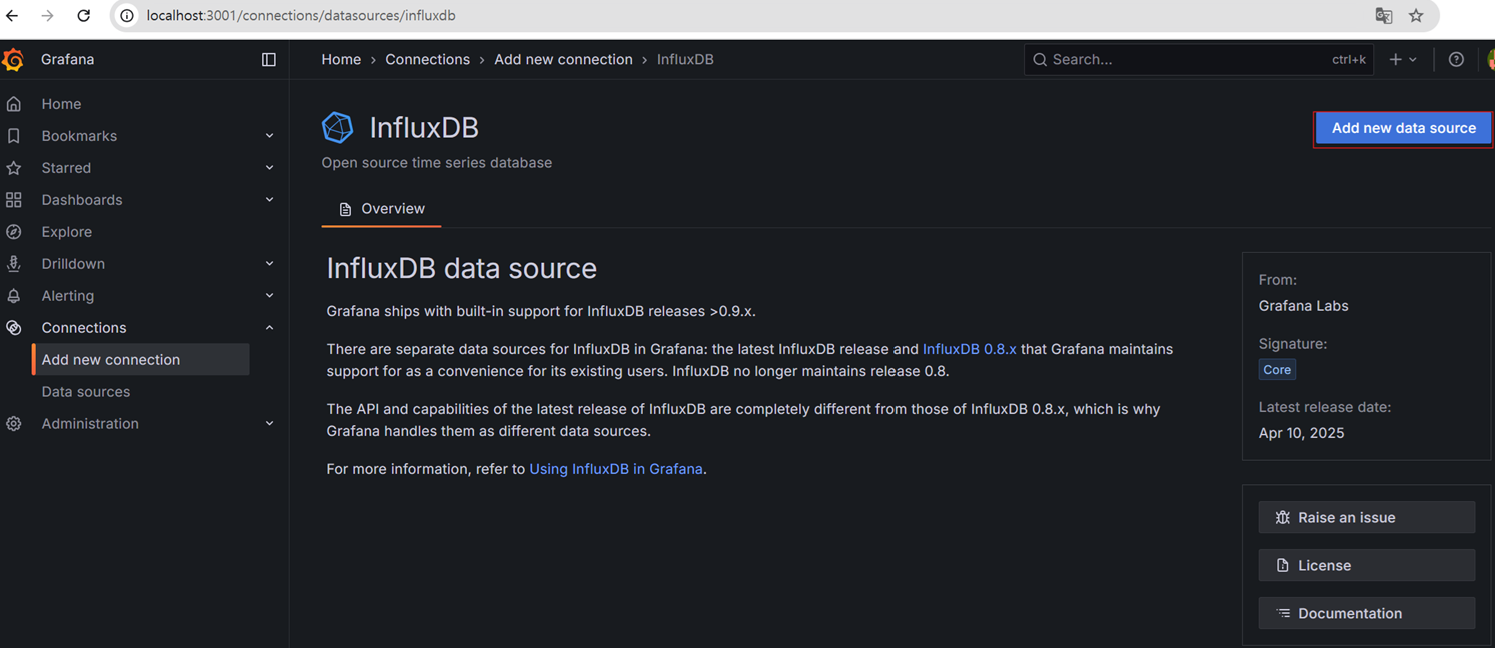 localhost:3001/connections/datasources/influxdb
Grafana
Home › Connections › Add new connection › InfluxDB
Search...
ctrl+k
Home
Bookmarks
Starred
Dashboards
Explore
Drilldown
Alerting
Connections
Add new connection
Data sources
Administration
InfluxDB
Open source time series database
Add new data source
Overview
InfluxDB data source
Grafana ships with built-in support for InfluxDB releases >0.9.x.
There are separate data sources for InfluxDB in Grafana: the latest InfluxDB release and InfluxDB 0.8.x that Grafana maintains
support for as a convenience for its existing users. InfluxDB no longer maintains release 0.8.
The API and capabilities of the latest release of InfluxDB are completely different from those of InfluxDB 0.8.x, which is why
Grafana handles them as different data sources.
For more information, refer to Using InfluxDB in Grafana.
From:
Grafana Labs
Signature:
Core
Latest release date:
Apr 10, 2025
Raise an issue
License
Documentation